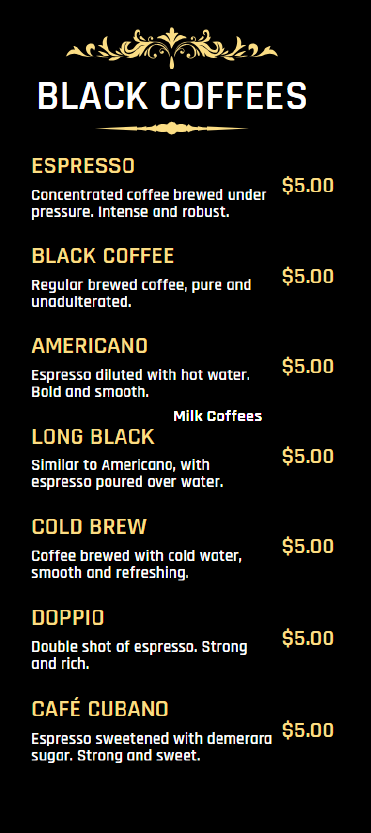 BLACK COFFEES
ESPRESSO
Concentrated coffee brewed under
pressure. Intense and robust.
$5.00
BLACK COFFEE
Regular brewed coffee, pure and
unadulterated.
$5.00
AMERICANO
Espresso diluted with hot water.
Bold and smooth.
$5.00
Milk Coffees
LONG BLACK
Similar to Americano, with
espresso poured over water.
$5.00
COLD BREW
Coffee brewed with cold water,
smooth and refreshing.
$5.00
DOPPIO
Double shot of espresso. Strong
and rich.
$5.00
CAFÉ CUBANO
Espresso sweetened with demerara
sugar. Strong and sweet.
$5.00